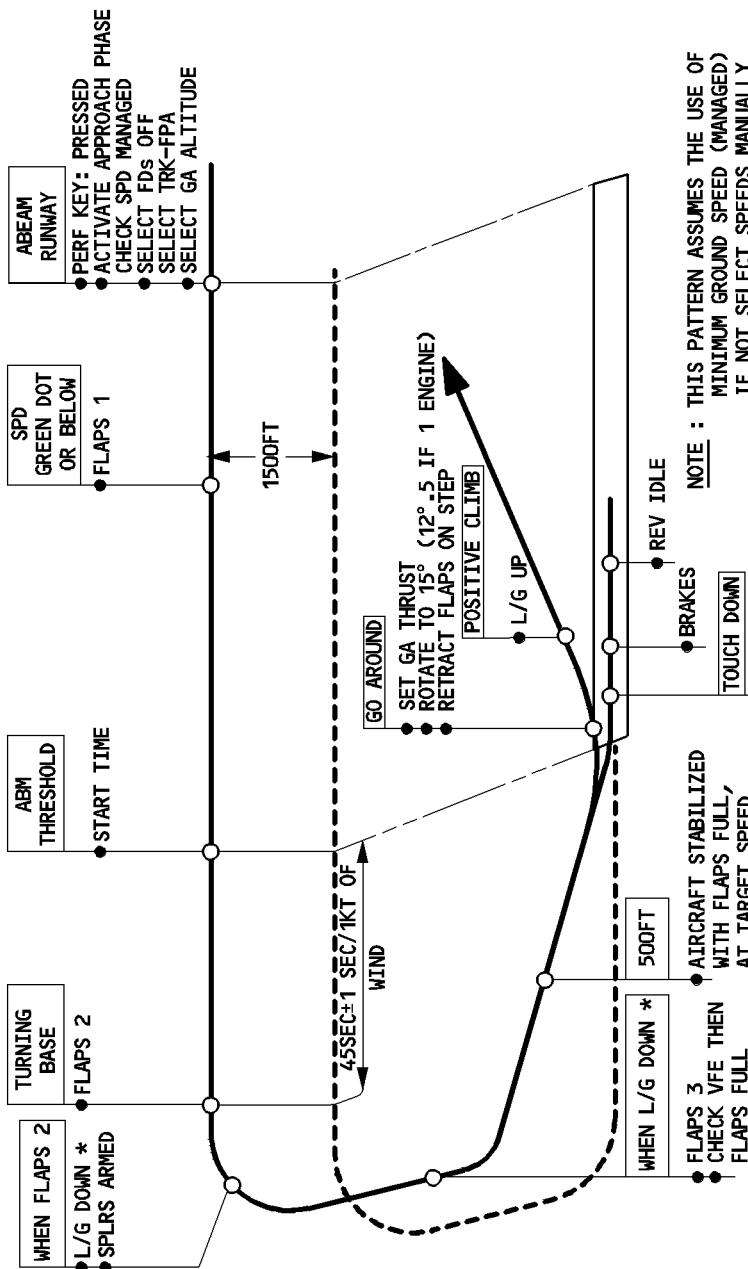 WHEN FLAPS 2
L/G DOWN *
SPLRS ARMED
TURNING
BASE
FLAPS 2
ABM
THRESHOLD
START TIME
SPD
GREEN DOT
OR BELOW
FLAPS 1
ABEAM
RUNWAY
PERF KEY: PRESSED
ACTIVATE APPROACH PHASE
CHECK SPD MANAGED
SELECT FDs OFF
SELECT TRK-FPA
SELECT GA ALTITUDE
1500FT
45SEC±1 SEC/1KT OF
WIND
GO AROUND
SET GA THRUST
ROTATE TO 15° (12°.5 IF 1 ENGINE)
RETRACT FLAPS ON STEP
POSITIVE CLIMB
L/G UP
WHEN L/G DOWN *
FLAPS 3
CHECK VFE THEN
FLAPS FULL
500FT
AIRCRAFT STABILIZED
WITH FLAPS FULL,
AT TARGET SPEED
TOUCH DOWN
BRAKES
REV IDLE
NOTE : THIS PATTERN ASSUMES THE USE OF
MINIMUM GROUND SPEED (MANAGED)
IF NOT SELECT SPEEDS MANUALLY